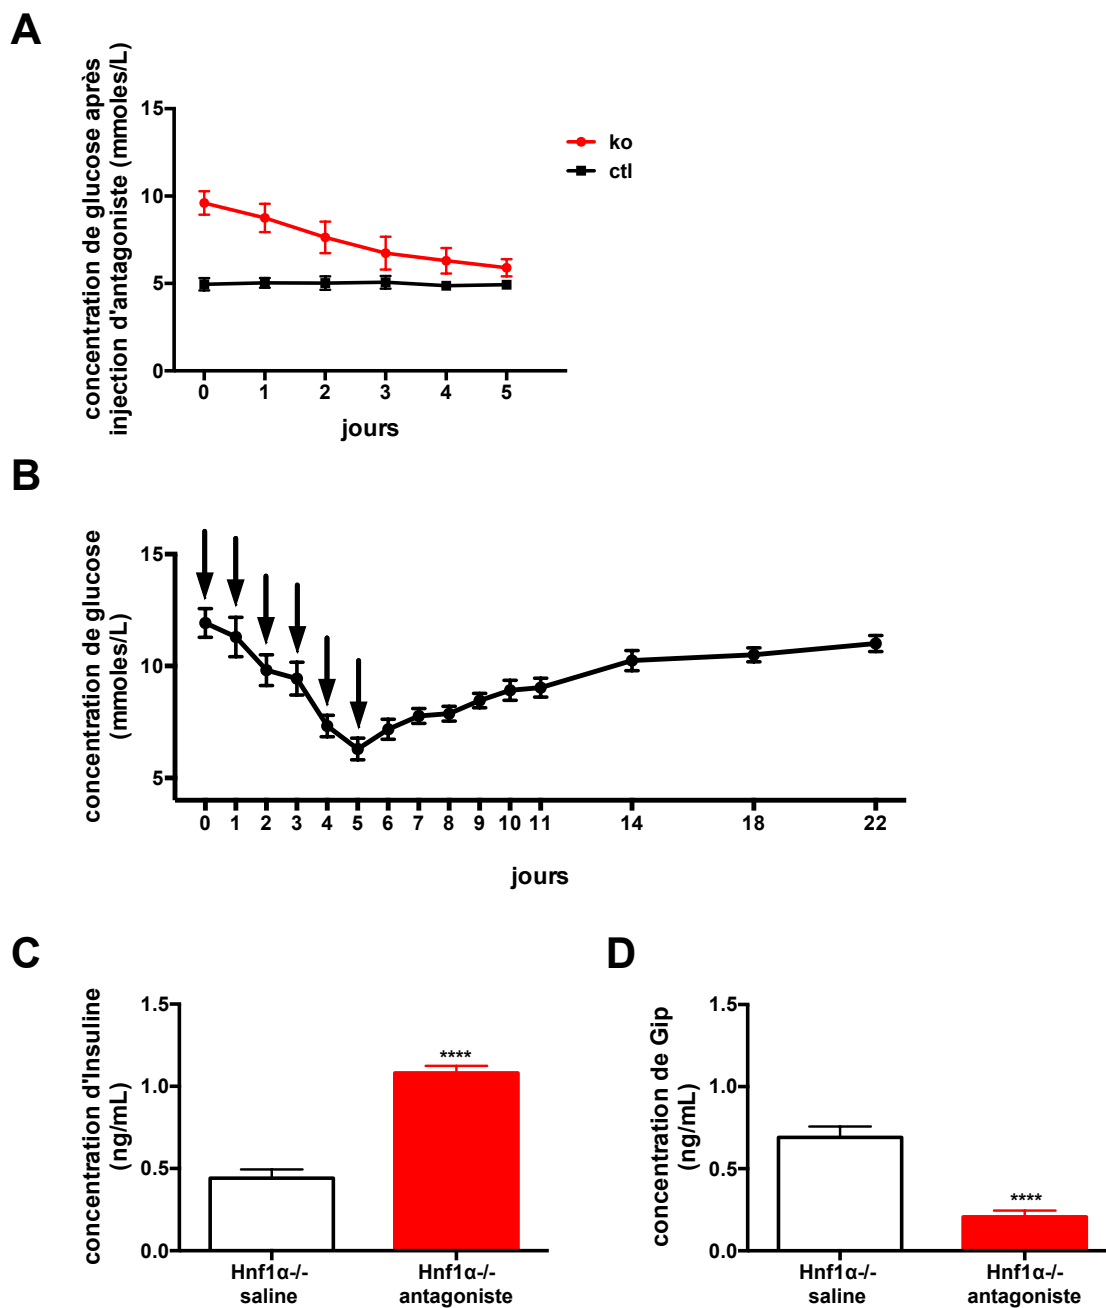 A
concentration de glucose après
injection d'antagoniste (mmoles/L)
15
10
5
0
0 1 2 3 4 5
jours
ko
ctl
B
concentration de glucose
(mmoles/L)
15
10
5
0 1 2 3 4 5 6 7 8 9 10 11 14 18 22
jours
C
concentration d'Insuline
(ng/mL)
1.5
1.0
0.5
0.0
****
Hnf1α-/-
saline
Hnf1α-/-
antagoniste
D
concentration de Gip
(ng/mL)
1.5
1.0
0.5
0.0
****
Hnf1α-/-
saline
Hnf1α-/-
antagoniste